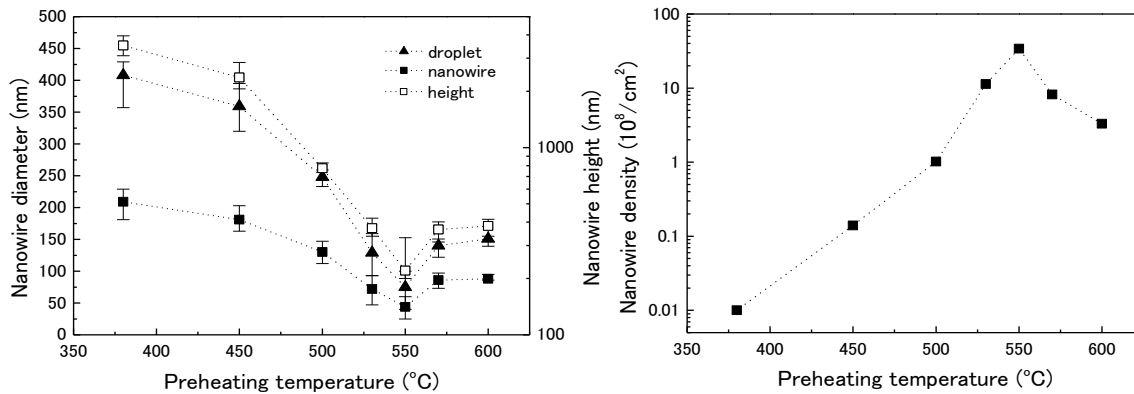 500
450
400
350
300
250
200
150
100
50
0
Nanowire diameter (nm)
droplet
nanowire
height
1000
100
Nanowire height (nm)
350 400 450 500 550 600
Preheating temperature (°C)
100
10
1
0.1
0.01
Nanowire density (10⁸/cm²)
350 400 450 500 550 600
Preheating temperature (°C)